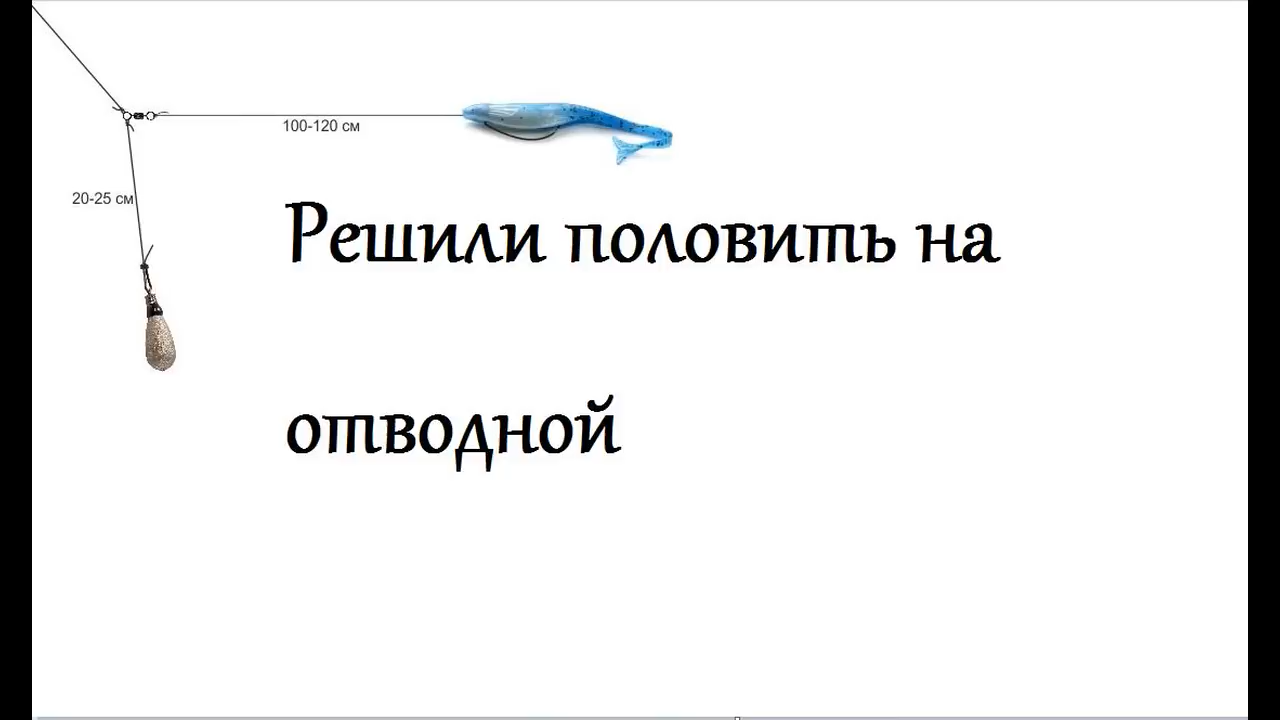 100-120 см
20-25 см
Решили половить на
отводной